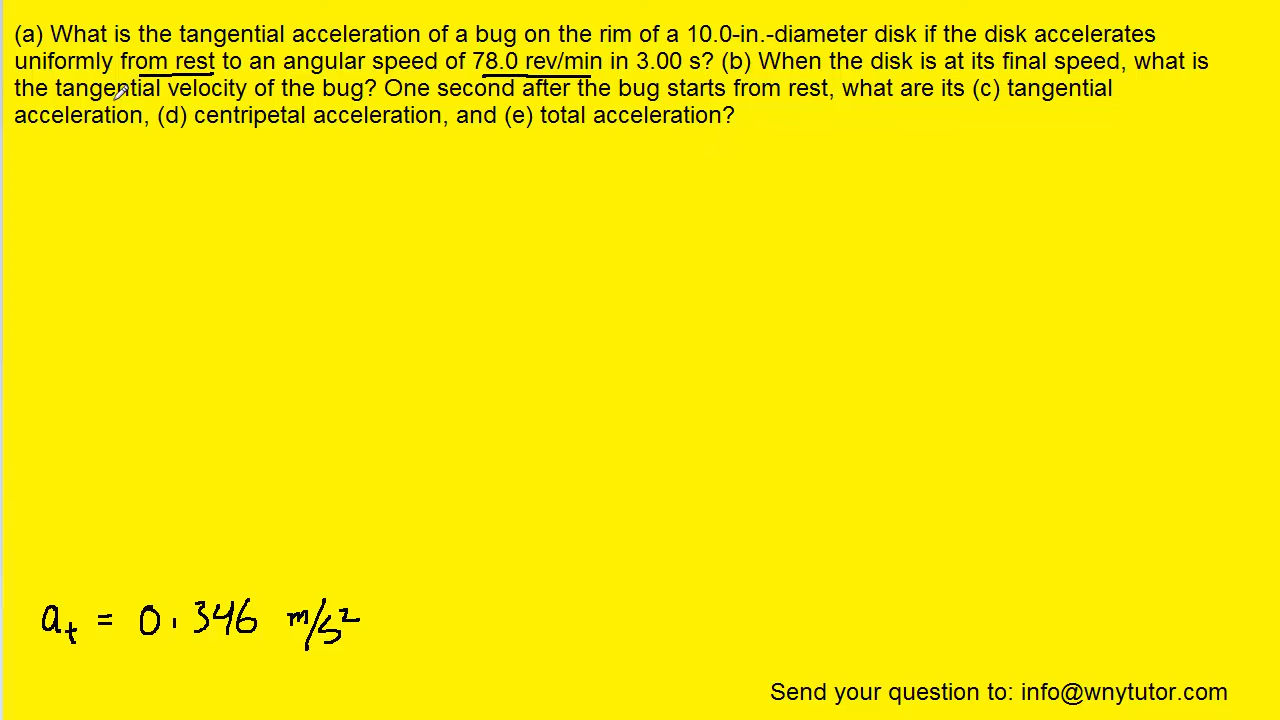 (a) What is the tangential acceleration of a bug on the rim of a 10.0-in.-diameter disk if the disk accelerates
uniformly from rest to an angular speed of 78.0 rev/min in 3.00 s? (b) When the disk is at its final speed, what is
the tangential velocity of the bug? One second after the bug starts from rest, what are its (c) tangential
acceleration, (d) centripetal acceleration, and (e) total acceleration?
a_t = 0.346 m/s²
Send your question to: info@wnytutor.com